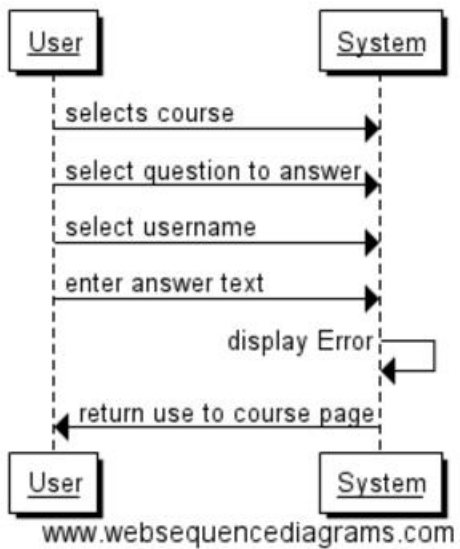 User System
selects course
select question to answer
select username
enter answer text
display Error
return use to course page
User System
www.websequencediagrams.com